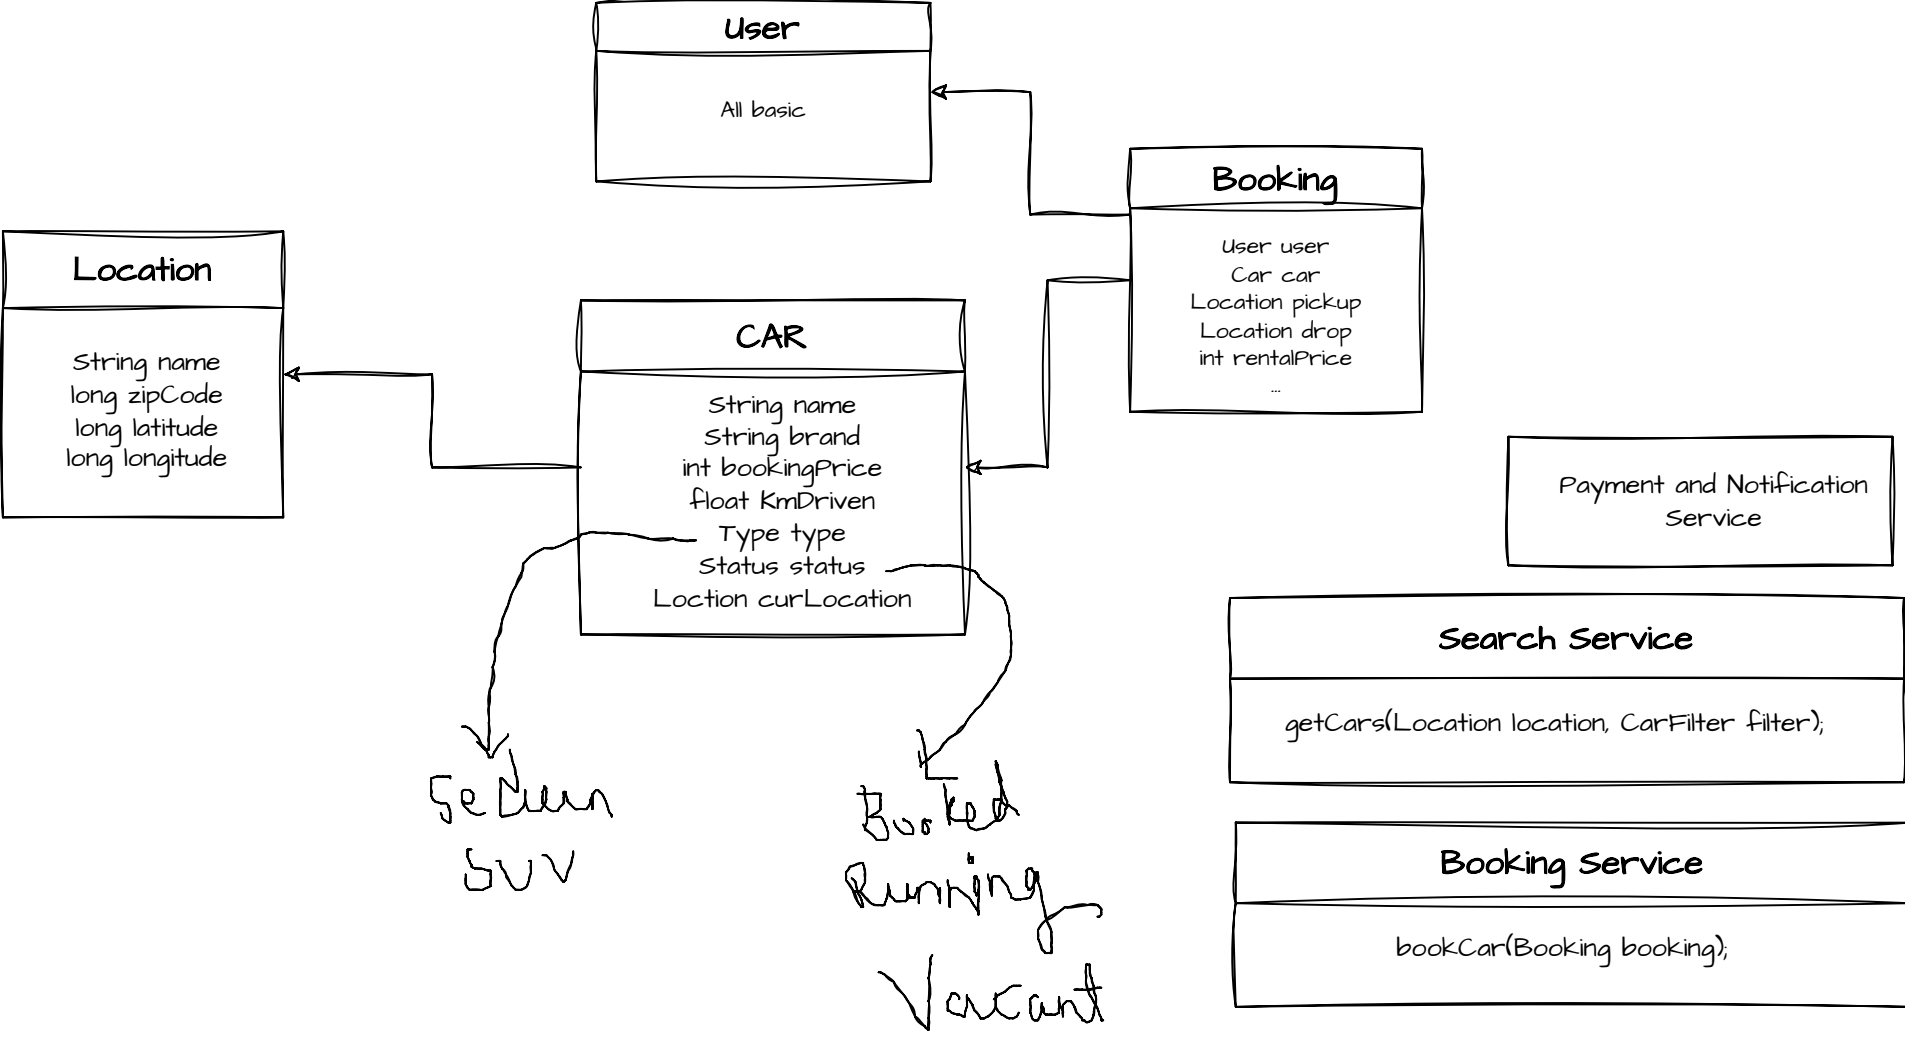 User
All basic
Booking
User user
Car car
Location pickup
Location drop
int rentalPrice
...
Location
String name
long zipCode
long latitude
long longitude
CAR
String name
String brand
int bookingPrice
float KmDriven
Type type
Status status
Loction curLocation
Payment and Notification
Service
Search Service
getCars(Location location, CarFilter filter);
Booking Service
bookCar(Booking booking);
SUV
Booked
Running
Vacant